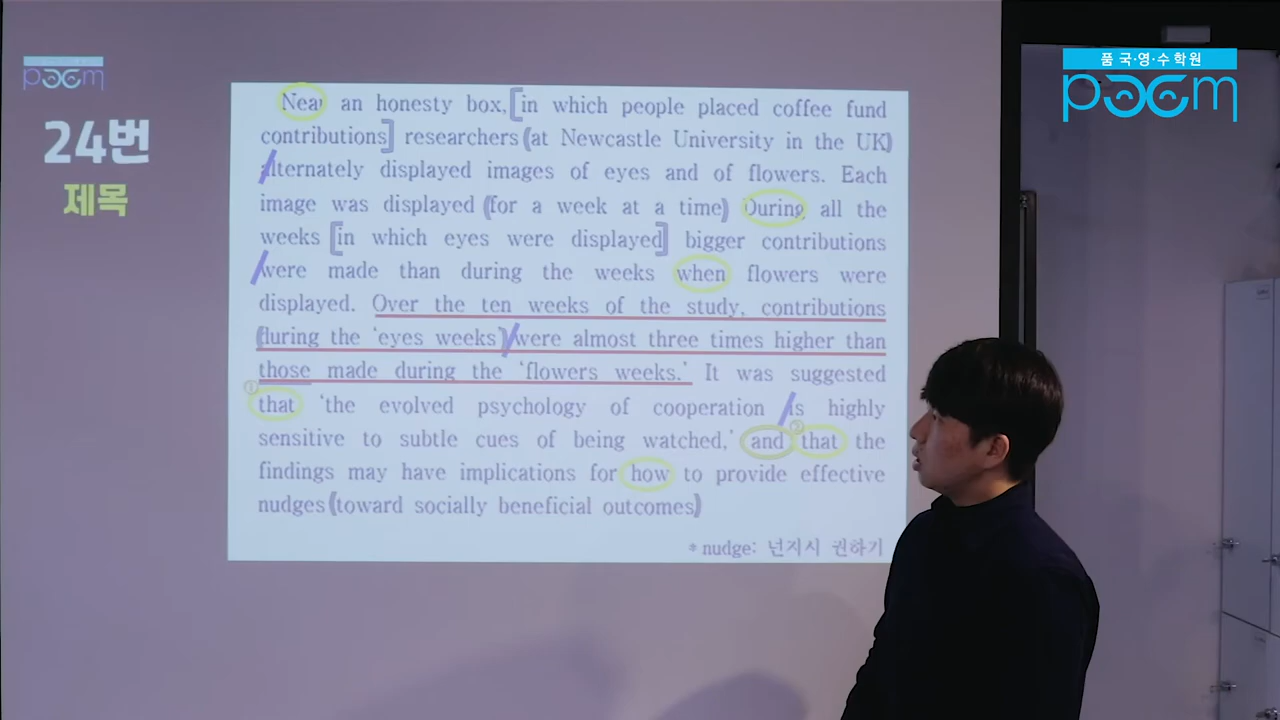 품 국·영·수 학원
poem
24번
제목
Near an honesty box, in which people placed coffee fund
contributions, researchers at Newcastle University in the UK
alternately displayed images of eyes and of flowers. Each
image was displayed for a week at a time. During all the
weeks in which eyes were displayed, bigger contributions
were made than during the weeks when flowers were
displayed. Over the ten weeks of the study, contributions
during the ‘eyes weeks’ were almost three times higher than
those made during the ‘flowers weeks.’ It was suggested
① that ‘the evolved psychology of cooperation is highly
sensitive to subtle cues of being watched,’ and ② that the
findings may have implications for how to provide effective
nudges toward socially beneficial outcomes
* nudge: 넌지시 권하기